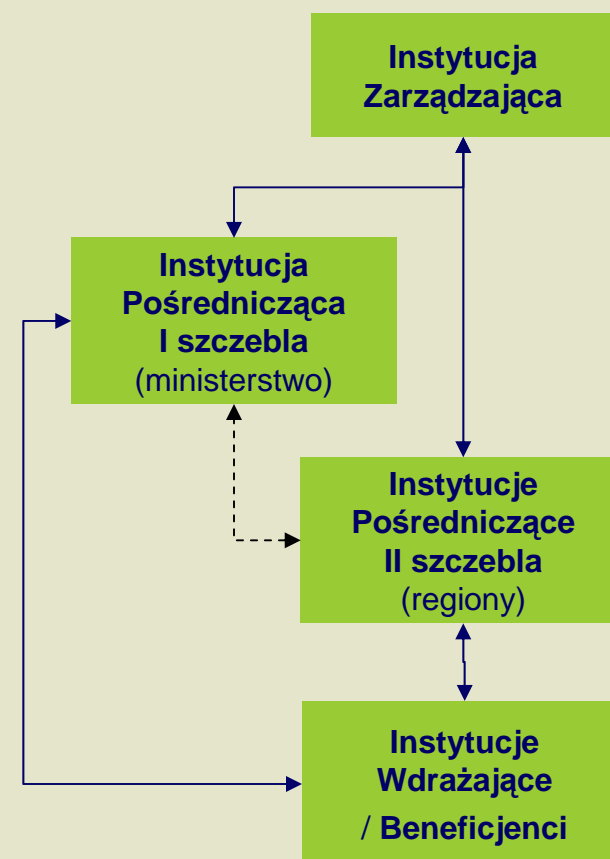 Instytucja
Zarządzająca
Instytucja
Pośrednicząca
I szczebla
(ministerstwo)
Instytucje
Pośredniczące
II szczebla
(regiony)
Instytucje
Wdrażające
/ Beneficjenci